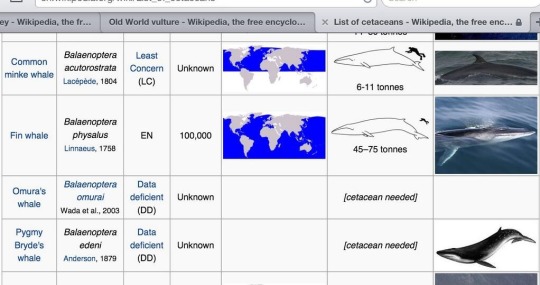 ey - Wikipedia, the fr...
Old World vulture - Wikipedia, the free encyclo...
× List of cetaceans - Wikipedia, the free enc...
Common minke whale
Balaenoptera acutorostrata
Lacépède, 1804
Least Concern (LC)
Unknown
6-11 tonnes
Fin whale
Balaenoptera physalus
Linnaeus, 1758
EN
100,000
45–75 tonnes
Omura's whale
Balaenoptera omurai
Wada et al., 2003
Data deficient (DD)
Unknown
[cetacean needed]
Pygmy Bryde's whale
Balaenoptera edeni
Anderson, 1879
Data deficient (DD)
Unknown
[cetacean needed]